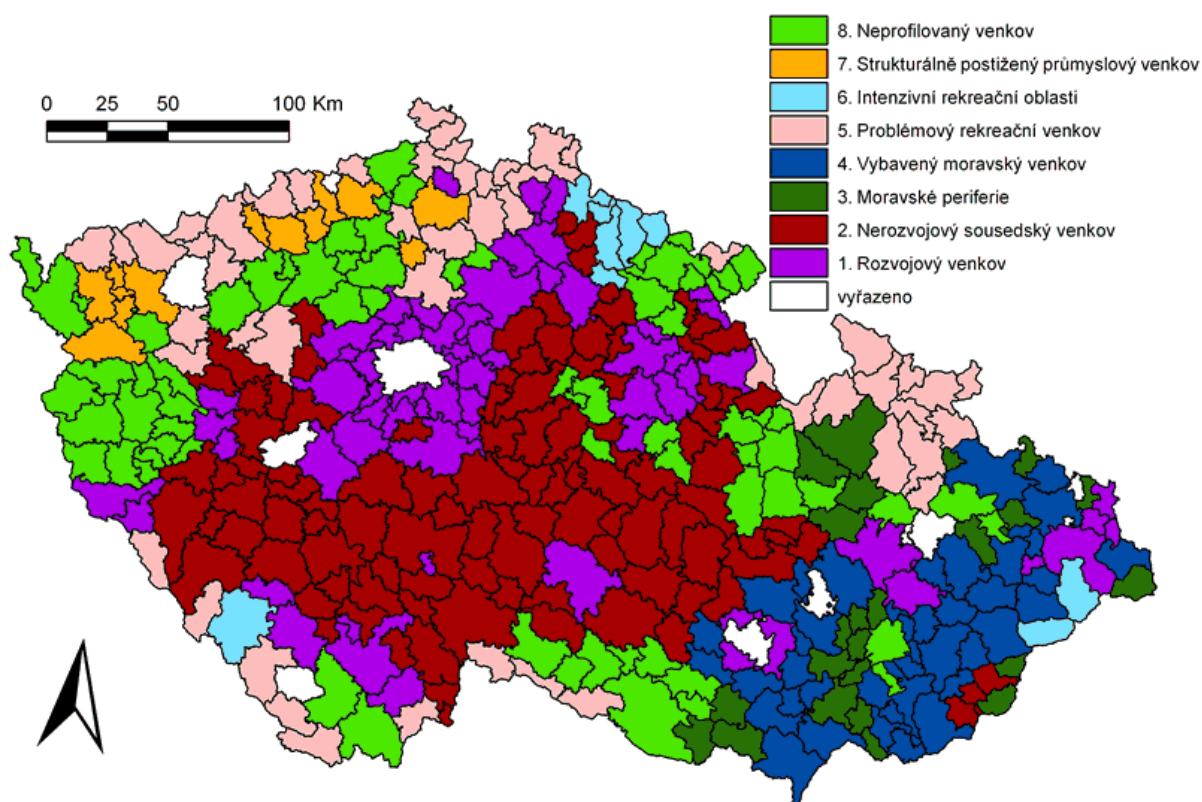 8. Neprofilovaný venkov
7. Strukturálně postižený průmyslový venkov
6. Intenzivní rekreační oblasti
5. Problémový rekreační venkov
4. Vybavený moravský venkov
3. Moravské periferie
2. Nerozvojový sousedský venkov
1. Rozvojový venkov
vyřazeno
0 25 50 100 Km